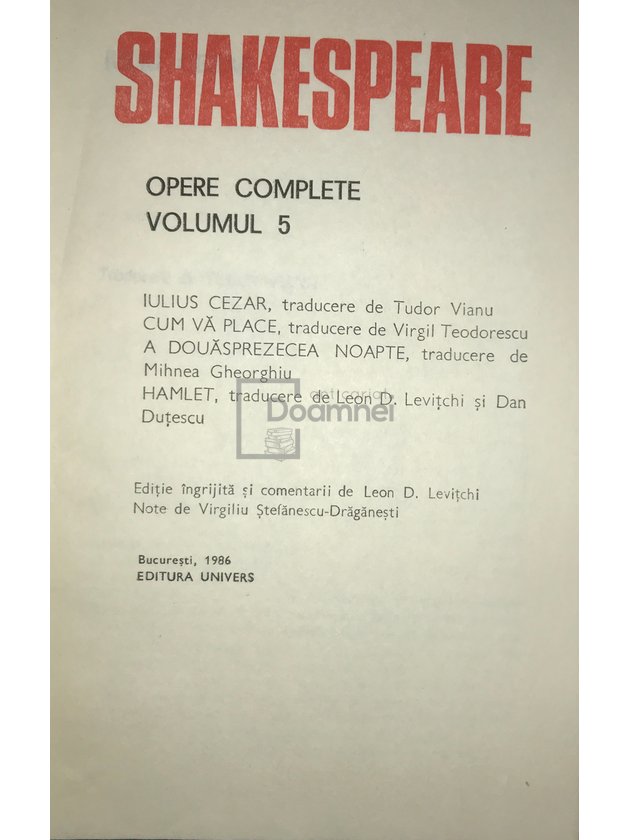 SHAKESPEARE
OPERE COMPLETE
VOLUMUL 5
IULIUS CEZAR, traducere de Tudor Vianu
CUM VĂ PLACE, traducere de Virgil Teodorescu
A DOUĂSPREZECEA NOAPTE, traducere de
Mihnea Gheorghiu
HAMLET, traducere de Leon D. Levițchi și Dan
Duțescu
anticariat
Doamnei
Ediție îngrijită și comentarii de Leon D. Levițchi
Note de Virgiliu Ștefănescu-Drăgănești
București, 1986
EDITURA UNIVERS